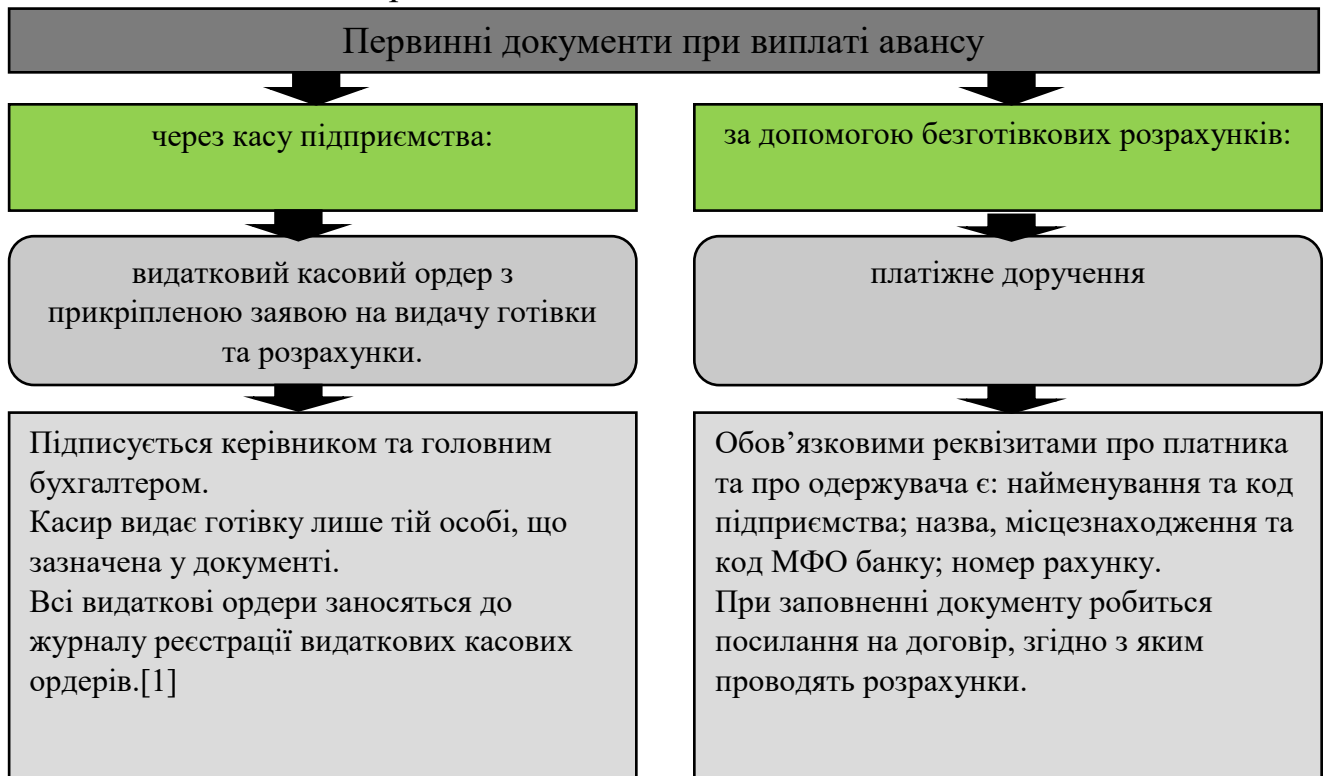 Первинні документи при виплаті авансу
через касу підприємства:
за допомогою безготівкових розрахунків:
видатковий касовий ордер з
прикріпленою заявою на видачу готівки
та розрахунки.
платіжне доручення
Підписується керівником та головним
бухгалтером.
Касир видає готівку лише тій особі, що
зазначена у документі.
Всі видаткові ордери заносяться до
журналу реєстрації видаткових касових
ордерів.[1]
Обов’язковими реквізитами про платника
та про одержувача є: найменування та код
підприємства; назва, місцезнаходження та
код МФО банку; номер рахунку.
При заповненні документу робиться
посилання на договір, згідно з яким
проводять розрахунки.